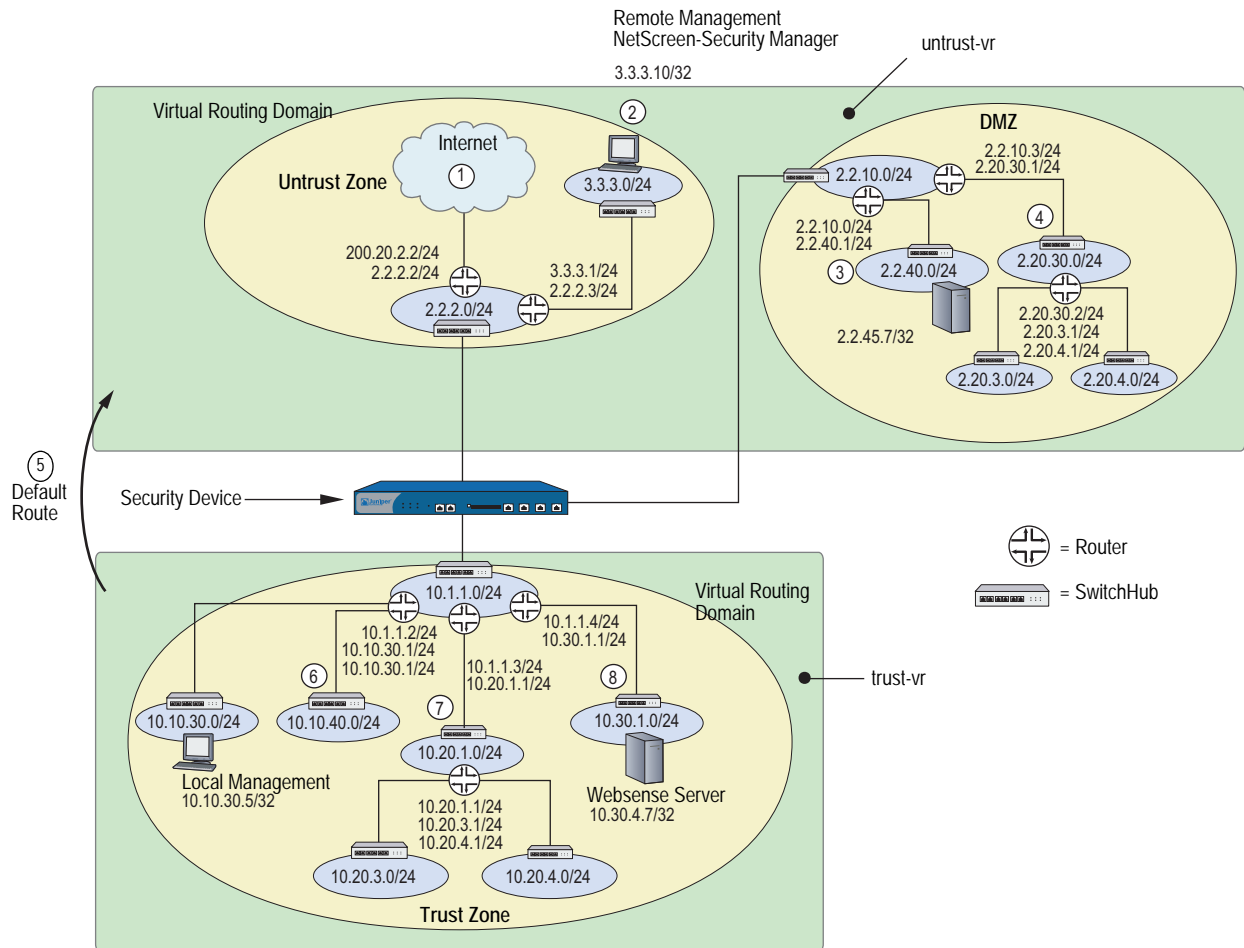 Remote Management
NetScreen-Security Manager
3.3.3.10/32
untrust-vr
Virtual Routing Domain
2
Internet
1
Untrust Zone
3.3.3.0/24
200.20.2.2/24
2.2.2.2/24
3.3.3.1/24
2.2.2.3/24
2.2.2.0/24
DMZ
2.2.10.3/24
2.20.30.1/24
2.2.10.0/24
4
2.2.10.0/24
2.2.40.1/24
3
2.2.40.0/24
2.20.30.0/24
2.2.45.7/32
2.20.30.2/24
2.20.3.1/24
2.20.4.1/24
2.20.3.0/24
2.20.4.0/24
5
Default
Route
Security Device
Juniper
= Router
= SwitchHub
10.1.1.0/24
Virtual Routing
Domain
10.1.1.2/24
10.10.30.1/24
10.10.30.1/24
10.1.1.4/24
10.30.1.1/24
10.1.1.3/24
10.20.1.1/24
trust-vr
6
7
8
10.10.30.0/24
10.10.40.0/24
10.30.1.0/24
10.20.1.0/24
Local Management
10.10.30.5/32
Websense Server
10.30.4.7/32
10.20.1.1/24
10.20.3.1/24
10.20.4.1/24
10.20.3.0/24
10.20.4.0/24
Trust Zone